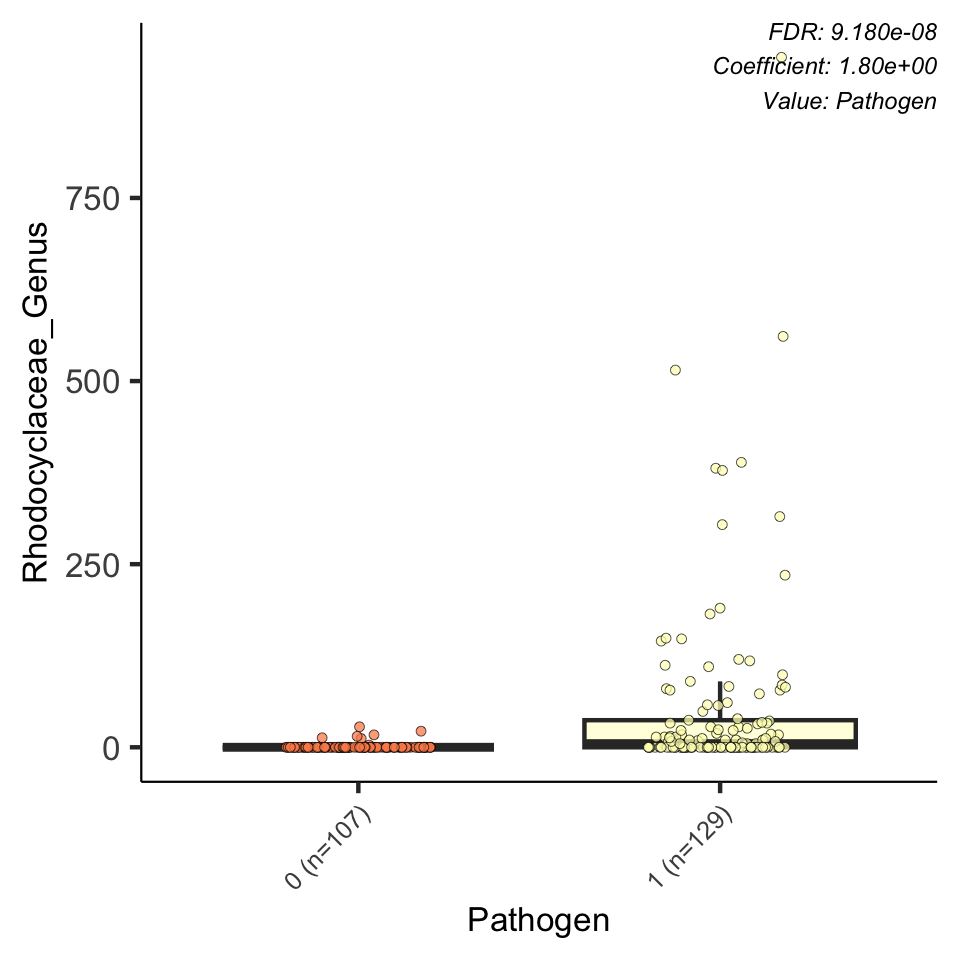 FDR: 9.180e-08
Coefficient: 1.80e+00
Value: Pathogen
Rhodocyclaceae_Genus
750
500
250
0
0 (n=107)
1 (n=129)
Pathogen